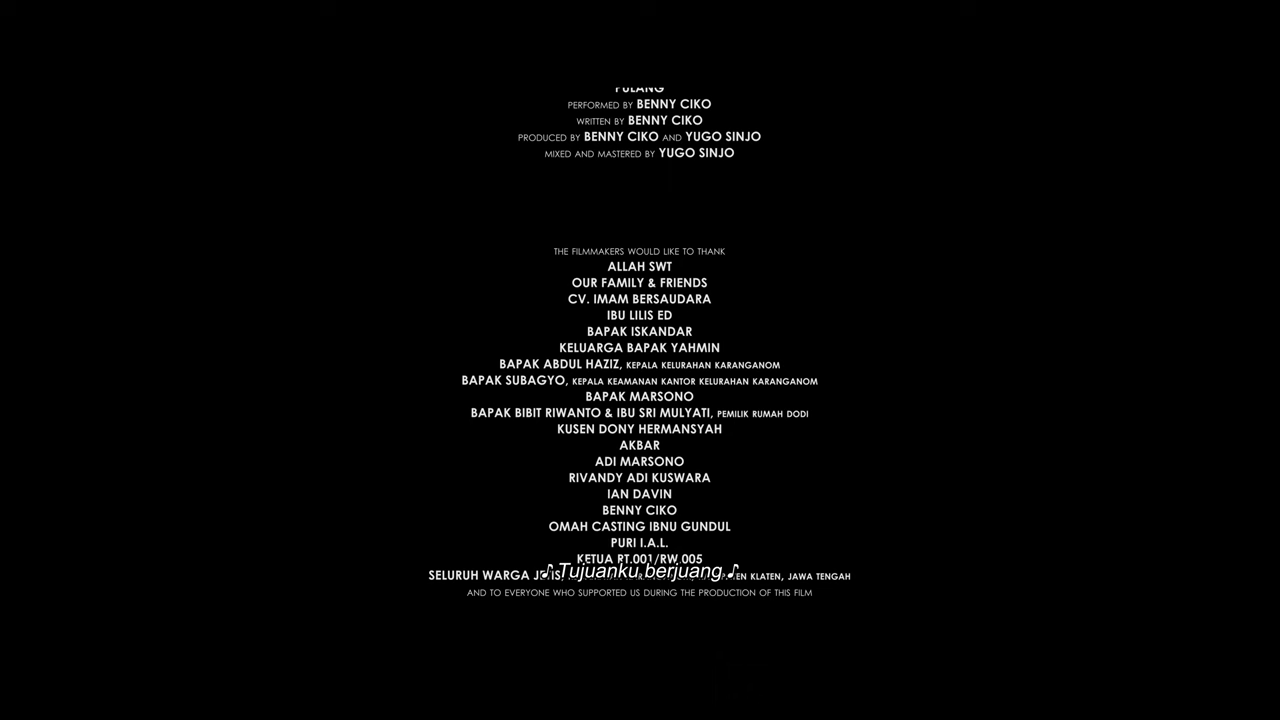 PULANG
PERFORMED BY BENNY CIKO
WRITTEN BY BENNY CIKO
PRODUCED BY BENNY CIKO AND YUGO SINJO
MIXED AND MASTERED BY YUGO SINJO
THE FILMMAKERS WOULD LIKE TO THANK
ALLAH SWT
OUR FAMILY & FRIENDS
CV. IMAM BERSAUDARA
IBU LILIS ED
BAPAK ISKANDAR
KELUARGA BAPAK YAHMIN
BAPAK ABDUL HAZIZ, KEPALA KELURAHAN KARANGANOM
BAPAK SUBAGYO, KEPALA KEAMANAN KANTOR KELURAHAN KARANGANOM
BAPAK MARSONO
BAPAK BIBIT RIWANTO & IBU SRI MULYATI, PEMILIK RUMAH DODI
KUSEN DONY HERMANSYAH
AKBAR
ADI MARSONO
RIVANDY ADI KUSWARA
IAN DAVIN
BENNY CIKO
OMAH CASTING IBNU GUNDUL
PURI I.A.L.
KETUA RT.001/RW.005
♪ Tujuanku berjuang ♪
SELURUH WARGA KLATEN, JAWA TENGAH
AND TO EVERYONE WHO SUPPORTED US DURING THE PRODUCTION OF THIS FILM